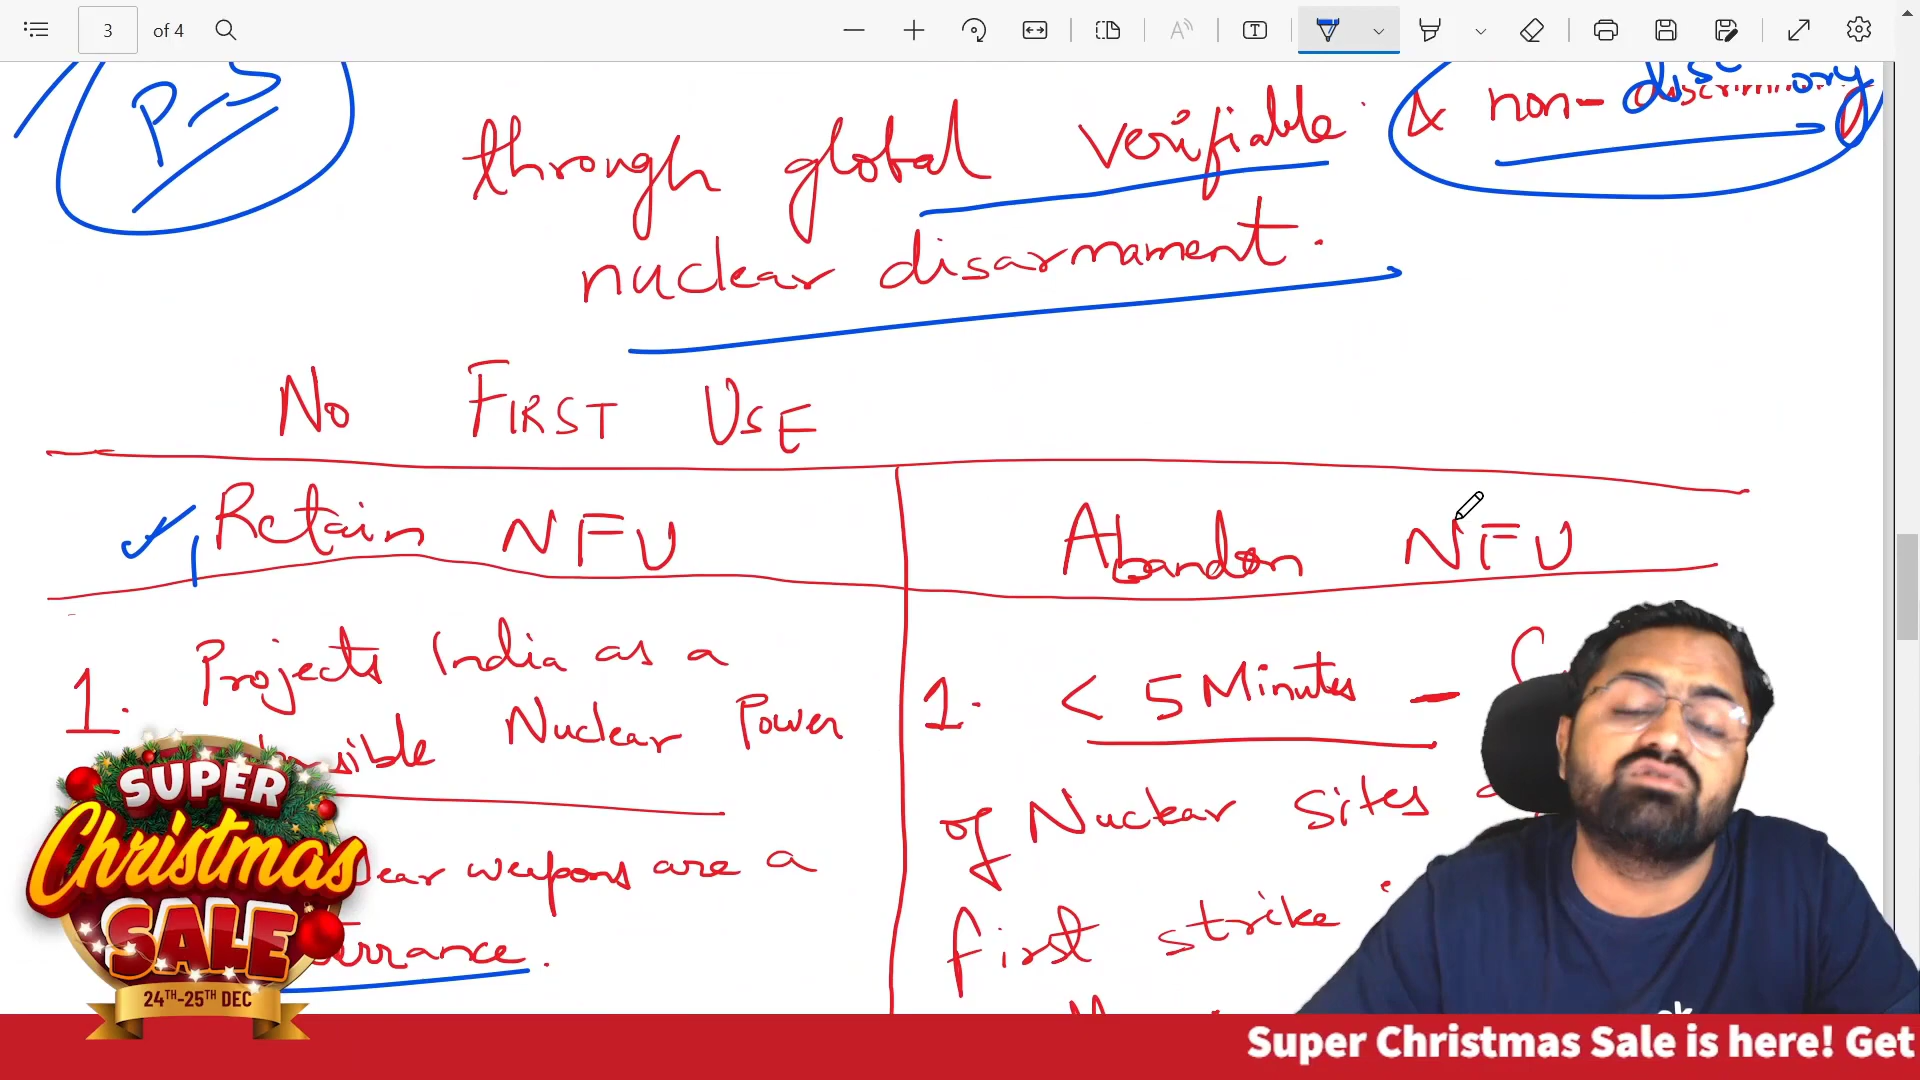 3 of 4
P-5
& non-discriminatory
through global verifiable
nuclear disarmament.
NO FIRST USE
Retain NFU
Abandon NFU
1. Projects India as a
Nuclear Power
weapons are a
1. < 5 Minutes -
of Nuclear Sites
first strike
SUPER
Christmas
SALE
24TH-25TH DEC
Super Christmas Sale is here! Get